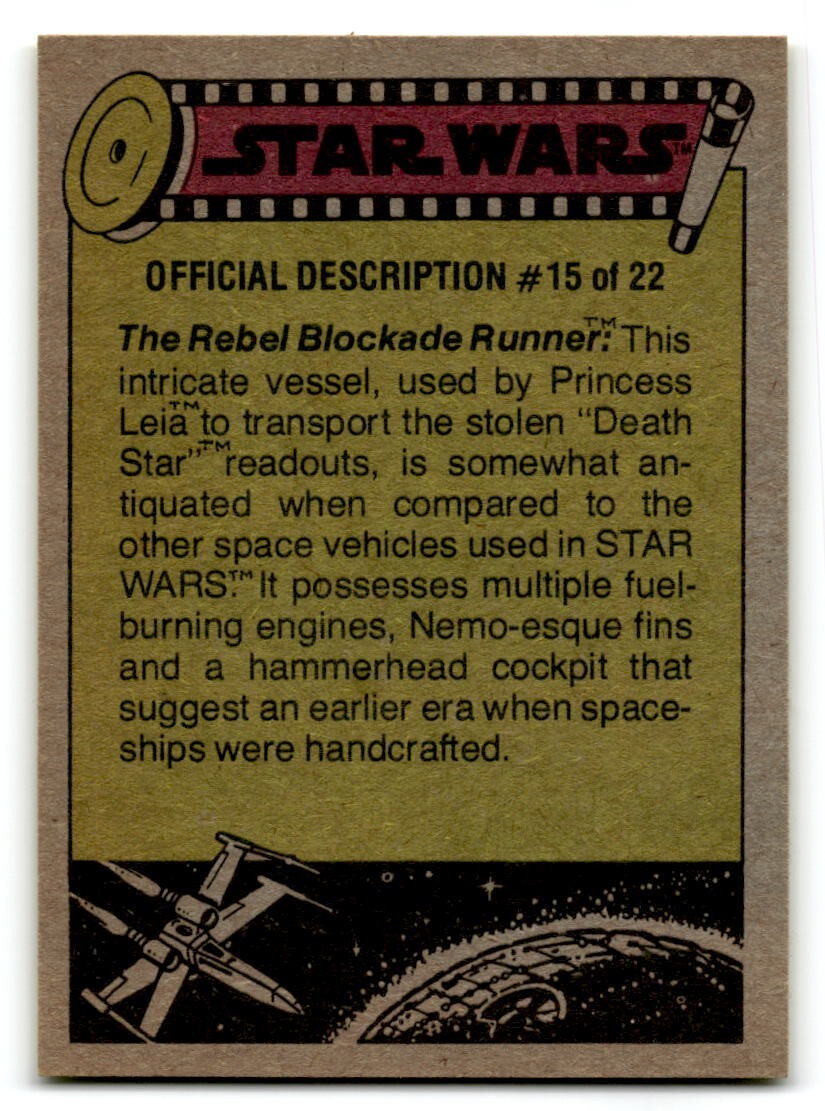 STAR WARS™
OFFICIAL DESCRIPTION #15 of 22
The Rebel Blockade Runner:™ This
intricate vessel, used by Princess
Leia™ to transport the stolen "Death
Star"™ readouts, is somewhat an-
tiquated when compared to the
other space vehicles used in STAR
WARS.™ It possesses multiple fuel-
burning engines, Nemo-esque fins
and a hammerhead cockpit that
suggest an earlier era when space-
ships were handcrafted.